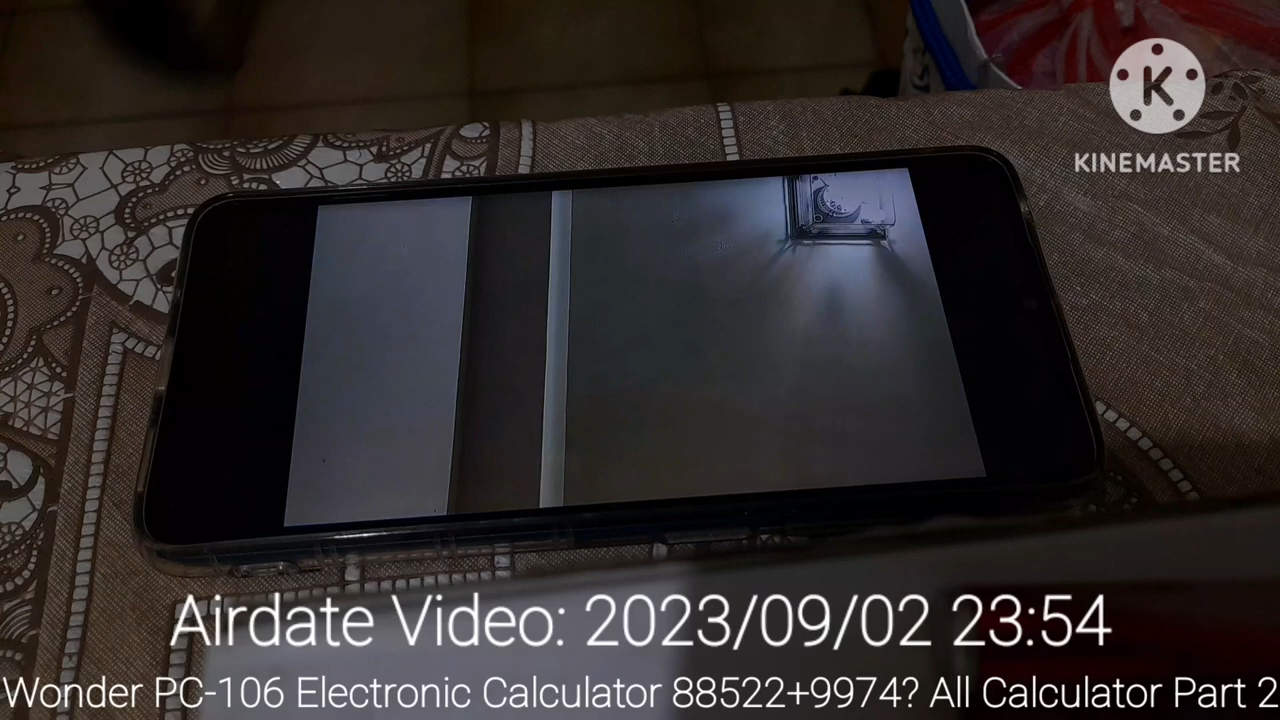 K
KINEMASTER
Airdate Video: 2023/09/02 23:54
Wonder PC-106 Electronic Calculator 88522+9974? All Calculator Part 2